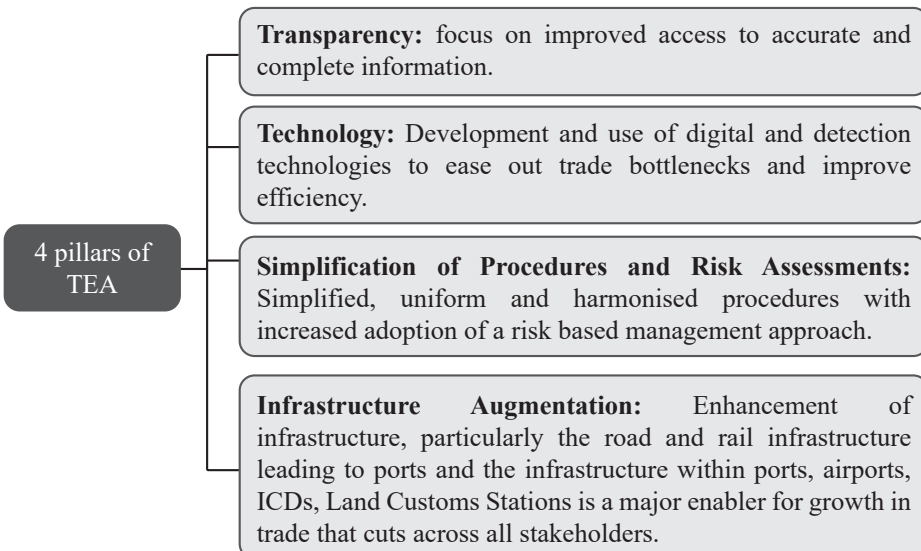 4 pillars of
TEA
Transparency: focus on improved access to accurate and
complete information.
Technology: Development and use of digital and detection
technologies to ease out trade bottlenecks and improve
efficiency.
Simplification of Procedures and Risk Assessments:
Simplified, uniform and harmonised procedures with
increased adoption of a risk based management approach.
Infrastructure Augmentation: Enhancement of
infrastructure, particularly the road and rail infrastructure
leading to ports and the infrastructure within ports, airports,
ICDs, Land Customs Stations is a major enabler for growth in
trade that cuts across all stakeholders.